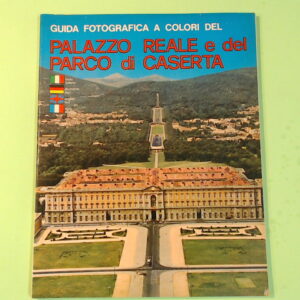 GUIDA FOTOGRAFICA A COLORI DEL
PALAZZO REALE e del
PARCO di CASERTA